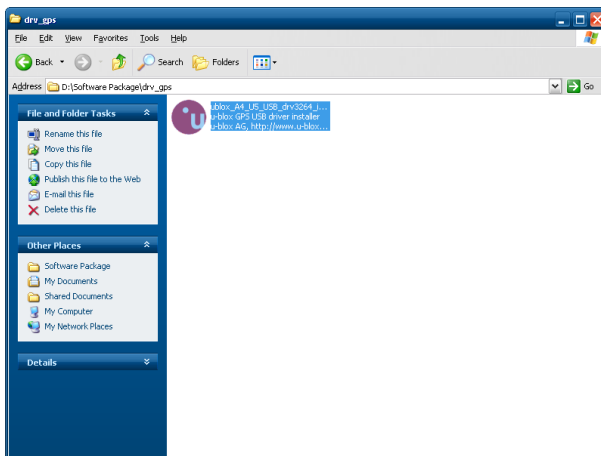 drv_gps
File Edit View Favorites Tools Help
Back Search Folders
Address D:\Software Package\drv_gps Go
File and Folder Tasks
Rename this file
Move this file
Copy this file
Publish this file to the Web
E-mail this file
Delete this file
Other Places
Software Package
My Documents
Shared Documents
My Computer
My Network Places
Details
u
ublox_A4_U5_USB_drv3264_i...
u-blox GPS USB driver installer
u-blox AG, http://www.u-blox...